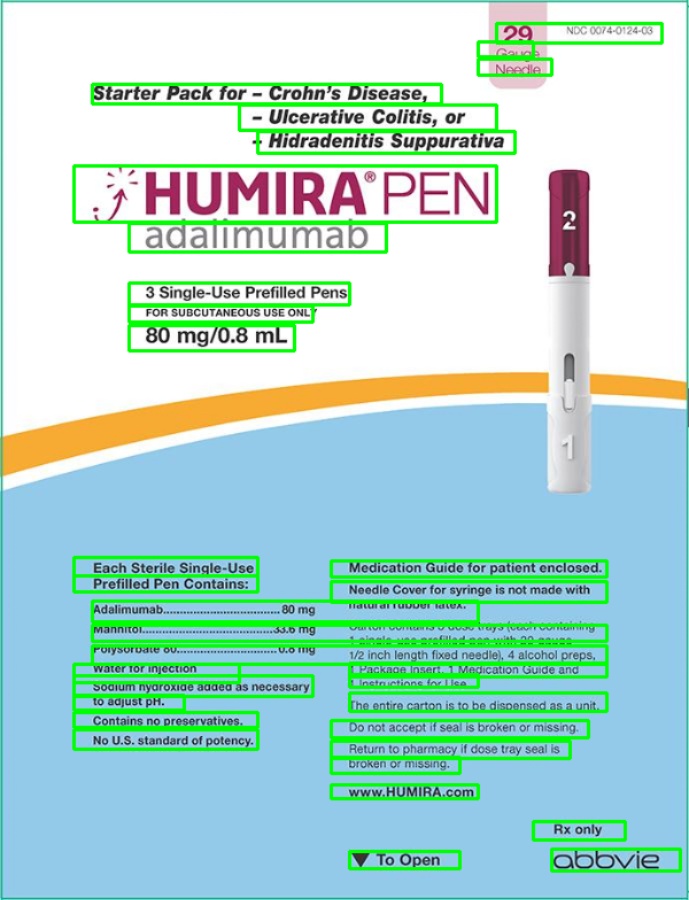 29
NDC 0074-0124-03
Gauge
Needle
Starter Pack for – Crohn's Disease,
– Ulcerative Colitis, or
– Hidradenitis Suppurativa
HUMIRA® PEN
adalimumab
3 Single-Use Prefilled Pens
FOR SUBCUTANEOUS USE ONLY
80 mg/0.8 mL
2
1
Each Sterile Single-Use
Prefilled Pen Contains:
Adalimumab.................................... 80 mg
Mannitol.........................................33.6 mg
Polysorbate 80................................0.8 mg
Water for injection
Sodium hydroxide added as necessary
to adjust pH.
Contains no preservatives.
No U.S. standard of potency.
Medication Guide for patient enclosed.
Needle Cover for syringe is not made with
natural rubber latex.
Carton contains 3 dose trays (each containing
1 single-use prefilled pen with 29 gauge
1/2 inch length fixed needle), 4 alcohol preps,
1 Package Insert, 1 Medication Guide and
1 Instructions for Use.
The entire carton is to be dispensed as a unit.
Do not accept if seal is broken or missing.
Return to pharmacy if dose tray seal is
broken or missing.
www.HUMIRA.com
Rx only
▼ To Open
abbvie